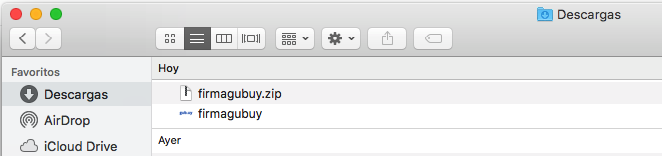 Descargas
Favoritos
Descargas
AirDrop
iCloud Drive
Hoy
firmagubuy.zip
firmagubuy
Ayer